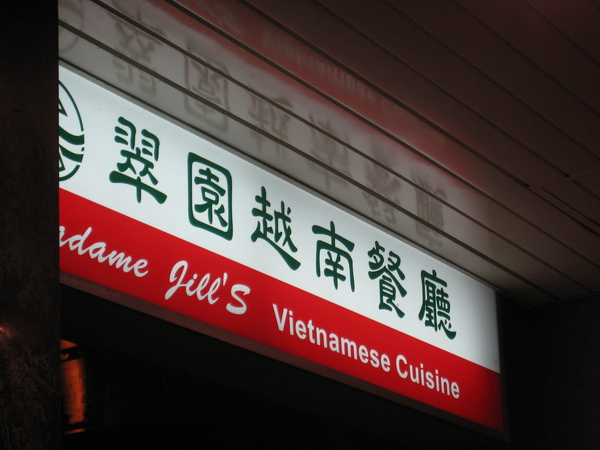 翠園越南餐廳
adame Jill'S Vietnamese Cuisine